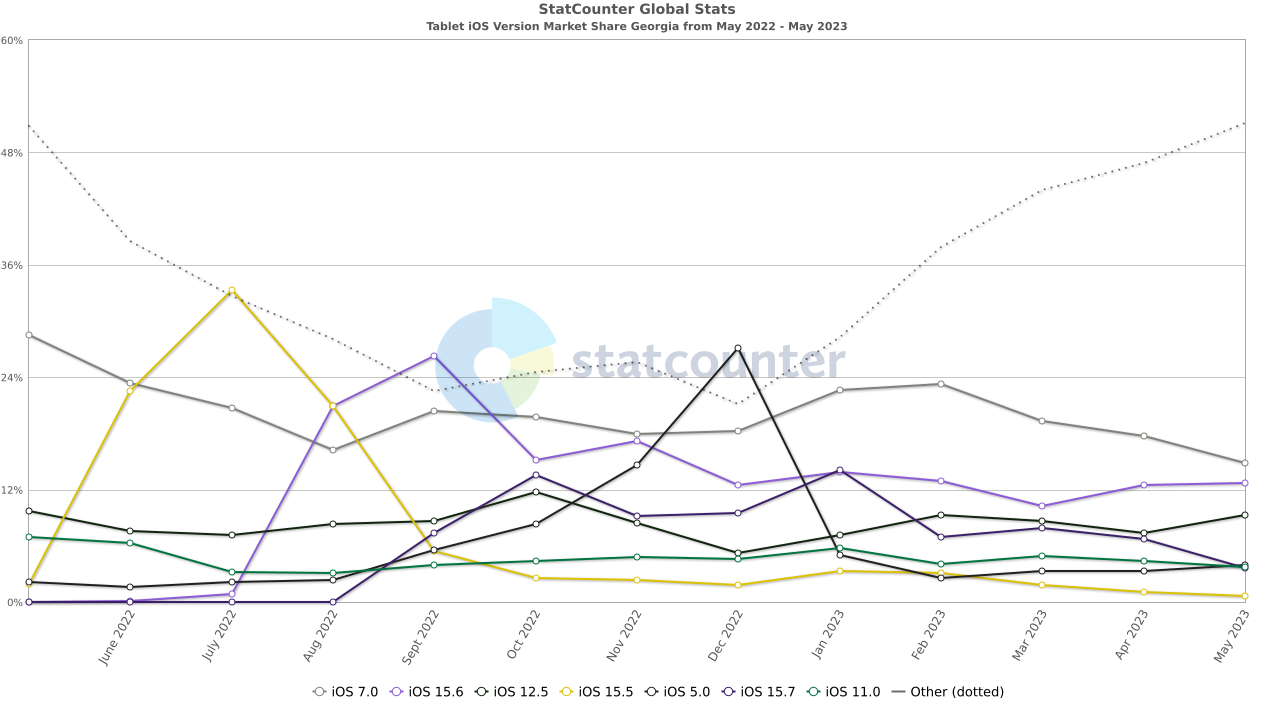 StatCounter Global Stats
Tablet iOS Version Market Share Georgia from May 2022 - May 2023
60%
48%
36%
24%
12%
0%
statcounter
June 2022
July 2022
Aug 2022
Sept 2022
Oct 2022
Nov 2022
Dec 2022
Jan 2023
Feb 2023
Mar 2023
Apr 2023
May 2023
iOS 7.0 iOS 15.6 iOS 12.5 iOS 15.5 iOS 5.0 iOS 15.7 iOS 11.0 Other (dotted)